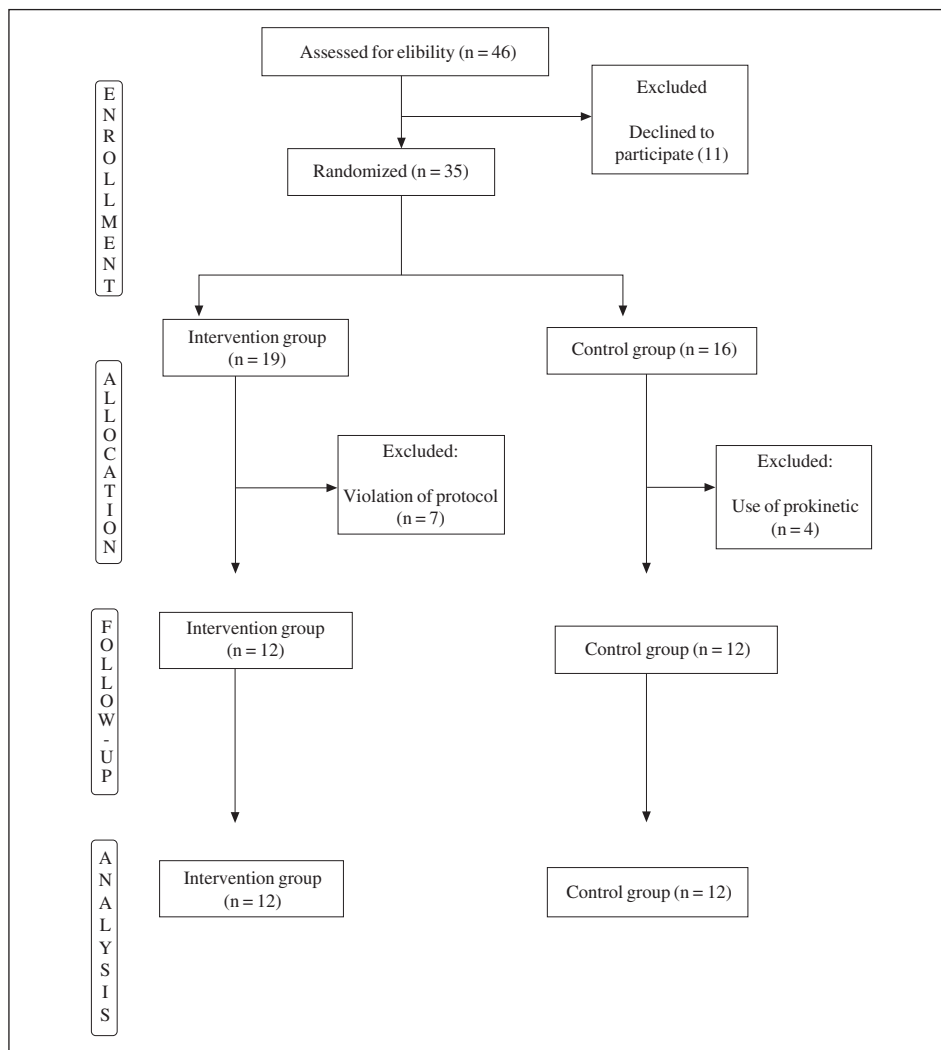 Assessed for elibility (n = 46)
ENROLLMENT
Excluded
Declined to
participate (11)
Randomized (n = 35)
Intervention group
(n = 19)
Control group (n = 16)
ALLOCATION
Excluded:
Violation of protocol
(n = 7)
Excluded:
Use of prokinetic
(n = 4)
FOLLOW-UP
Intervention group
(n = 12)
Control group (n = 12)
ANALYSIS
Intervention group
(n = 12)
Control group (n = 12)